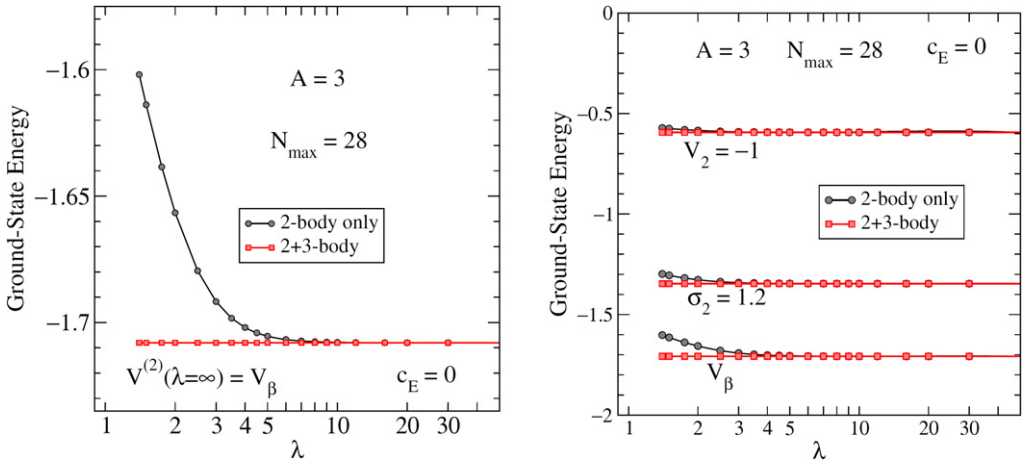 Ground-State Energy
−1.6
−1.65
−1.7
A = 3
N_max = 28
2-body only
2+3-body
V^(2)(λ=∞) = V_β
c_E = 0
1 2 3 4 5 10 20 30
λ
Ground-State Energy
0
−0.5
−1
−1.5
−2
A = 3 N_max = 28 c_E = 0
V_2 = −1
2-body only
2+3-body
σ_2 = 1.2
V_β
1 2 3 4 5 10 20 30
λ